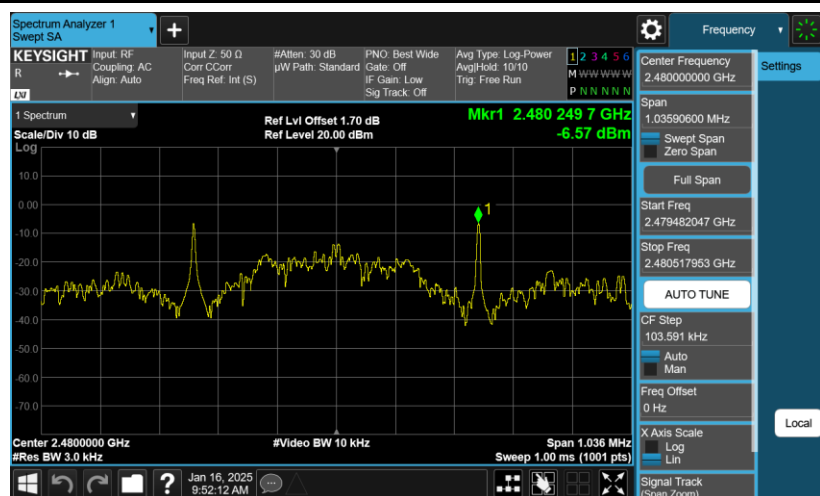 Spectrum Analyzer 1
Swept SA
+
Frequency
KEYSIGHT
R
LXI
Input: RF
Coupling: AC
Align: Auto
Input Z: 50 Ω
Corr CCorr
Freq Ref: Int (S)
#Atten: 30 dB
µW Path: Standard
PNO: Best Wide
Gate: Off
IF Gain: Low
Sig Track: Off
Avg Type: Log-Power
Avg|Hold: 10/10
Trig: Free Run
1 2 3 4 5 6
M W W W W W
P N N N N N
Center Frequency
2.480000000 GHz
Settings
Span
1.03590600 MHz
Swept Span
Zero Span
Full Span
Start Freq
2.479482047 GHz
Stop Freq
2.480517953 GHz
AUTO TUNE
CF Step
103.591 kHz
Auto
Man
Freq Offset
0 Hz
X Axis Scale
Log
Lin
Signal Track
(Span Zoom)
Local
1 Spectrum
Scale/Div 10 dB
Ref Lvl Offset 1.70 dB
Ref Level 20.00 dBm
Mkr1 2.480 249 7 GHz
-6.57 dBm
Log
10.0
0.00
-10.0
-20.0
-30.0
-40.0
-50.0
-60.0
-70.0
1
Center 2.4800000 GHz
#Res BW 3.0 kHz
#Video BW 10 kHz
Span 1.036 MHz
Sweep 1.00 ms (1001 pts)
?
Jan 16, 2025
9:52:12 AM